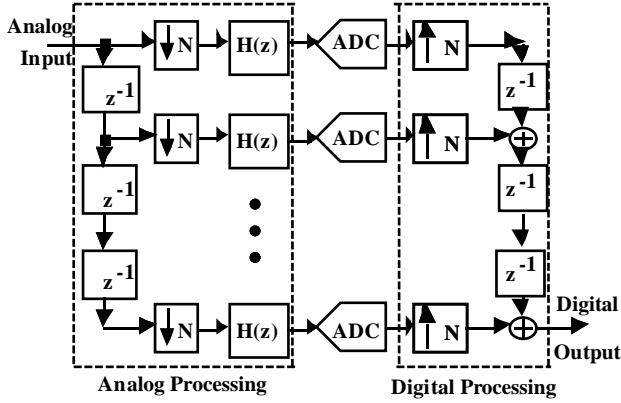 Analog
Input
N H(z) ADC N
z-1
z-1
N H(z) ADC N
z-1
z-1
z-1
z-1
N H(z) ADC N
Digital
Output
Analog Processing
Digital Processing